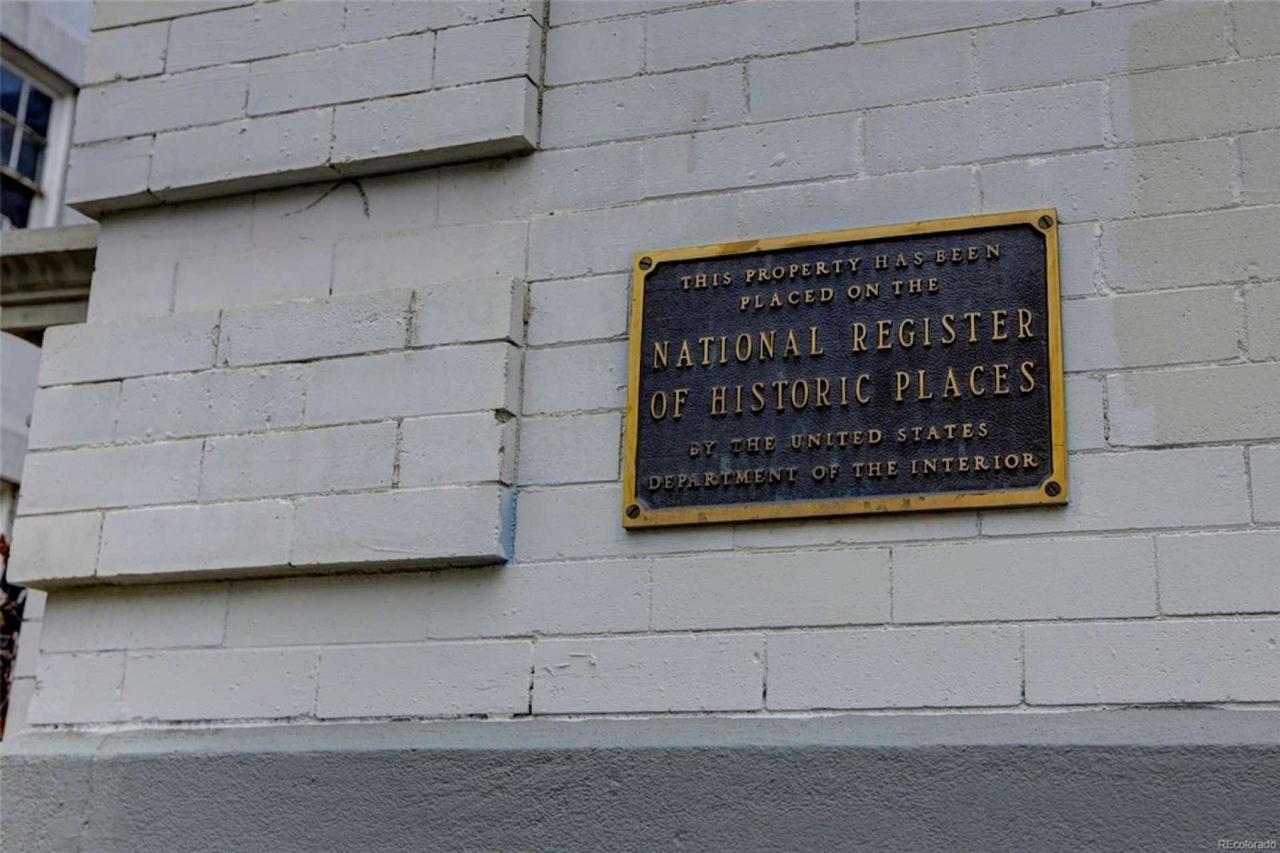 THIS PROPERTY HAS BEEN
PLACED ON THE
NATIONAL REGISTER
OF HISTORIC PLACES
BY THE UNITED STATES
DEPARTMENT OF THE INTERIOR
REcolorado